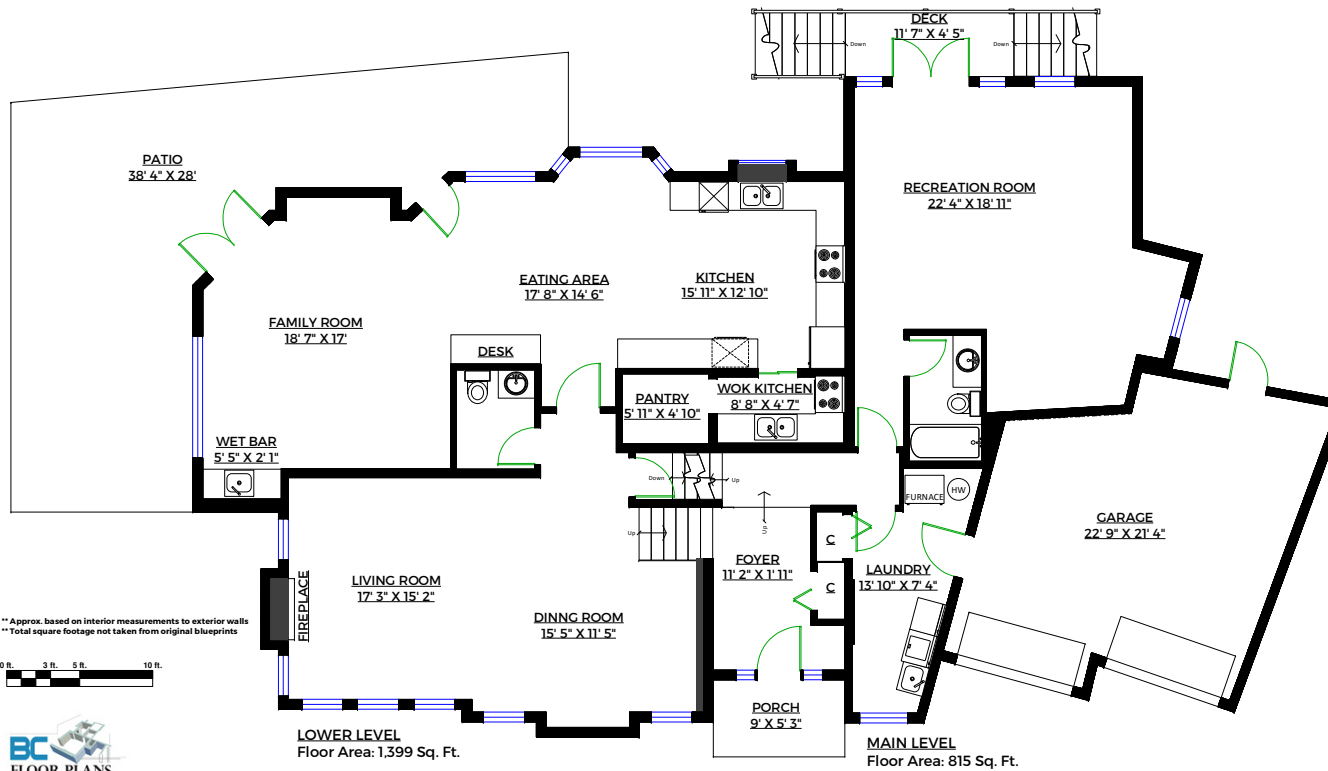 DECK
11' 7" X 4' 5"
Down
Down
PATIO
38' 4" X 28'
RECREATION ROOM
22' 4" X 18' 11"
EATING AREA
17' 8" X 14' 6"
KITCHEN
15' 11" X 12' 10"
FAMILY ROOM
18' 7" X 17'
DESK
PANTRY
5' 11" X 4' 10"
WOK KITCHEN
8' 8" X 4' 7"
WET BAR
5' 5" X 2' 1"
Down
Up
FURNACE
HW
GARAGE
22' 9" X 21' 4"
Up
Up
C
FOYER
11' 2" X 1' 11"
C
LAUNDRY
13' 10" X 7' 4"
LIVING ROOM
17' 3" X 15' 2"
FIREPLACE
DINNG ROOM
15' 5" X 11' 5"
** Approx. based on interior measurements to exterior walls
** Total square footage not taken from original blueprints
0 ft. 3 ft. 5 ft. 10 ft.
PORCH
9' X 5' 3"
LOWER LEVEL
Floor Area: 1,399 Sq. Ft.
MAIN LEVEL
Floor Area: 815 Sq. Ft.
BC
FLOOR PLANS